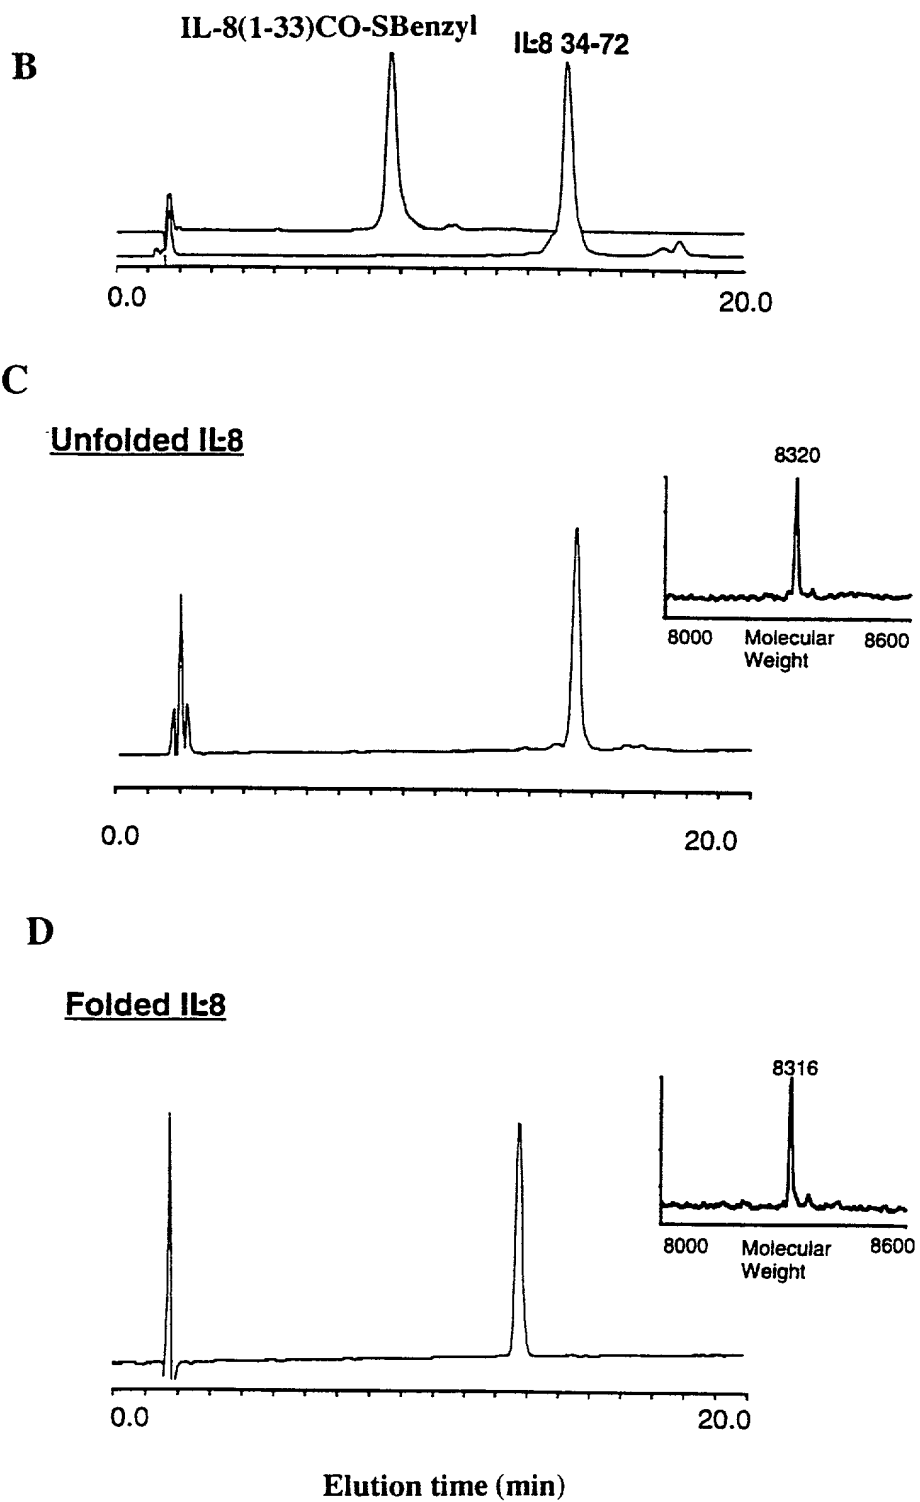 IL-8(1-33)CO-SBenzyl
IL-8 34-72
B
0.0 20.0
C
Unfolded IL-8
8320
8000 Molecular Weight 8600
0.0 20.0
D
Folded IL-8
8316
8000 Molecular Weight 8600
0.0 20.0
Elution time (min)